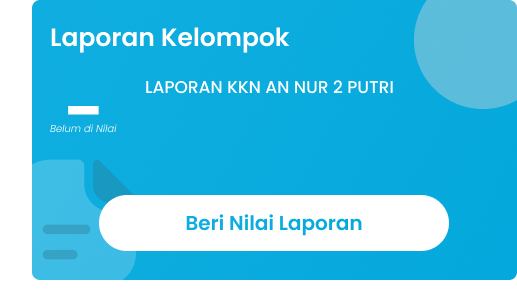 Laporan Kelompok
LAPORAN KKN AN NUR 2 PUTRI
Belum di Nilai
Beri Nilai Laporan